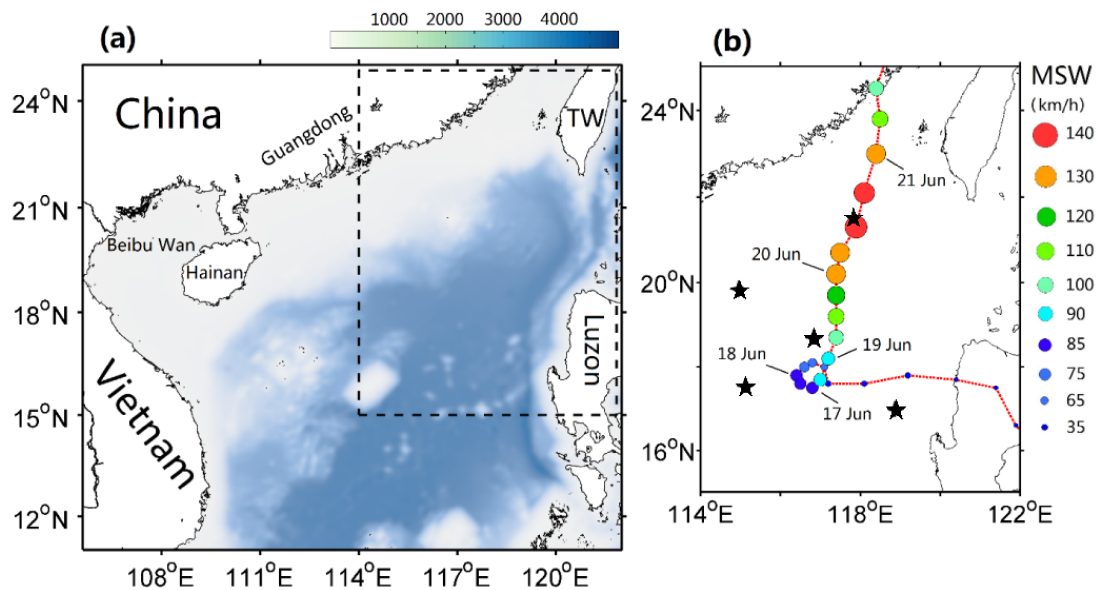 (a)
1000 2000 3000 4000
24°N
21°N
18°N
15°N
12°N
108°E 111°E 114°E 117°E 120°E
China
Guangdong
TW
Beibu Wan
Hainan
Luzon
Vietnam
(b)
24°N
20°N
16°N
114°E 118°E 122°E
21 Jun
20 Jun
19 Jun
18 Jun
17 Jun
MSW
(km/h)
140
130
120
110
100
90
85
75
65
35